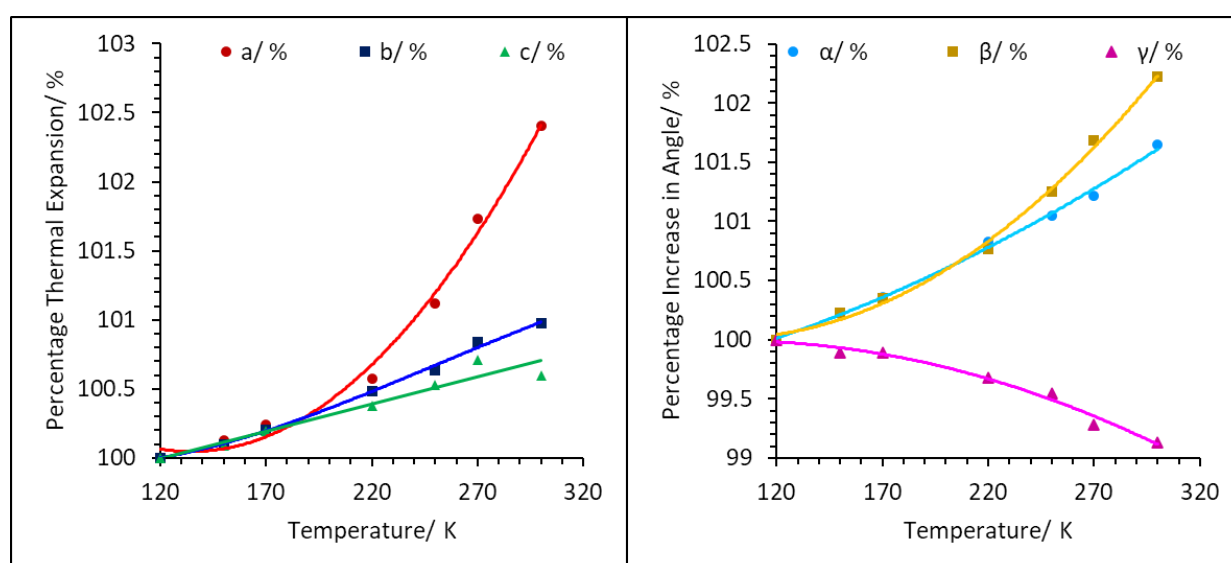 a/ % b/ % c/ %
Percentage Thermal Expansion/ %
103
102.5
102
101.5
101
100.5
100
120 170 220 270 320
Temperature/ K
α/ % β/ % γ/ %
Percentage Increase in Angle/ %
102.5
102
101.5
101
100.5
100
99.5
99
120 170 220 270 320
Temperature/ K